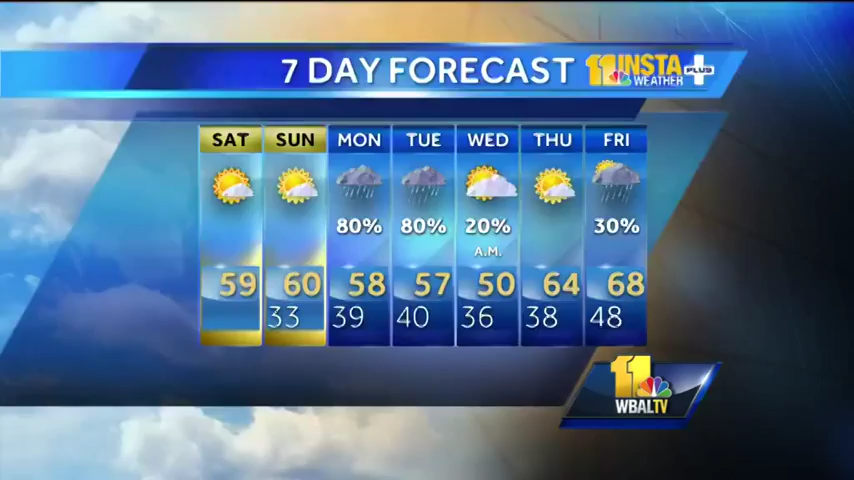 7 DAY FORECAST 11 INSTA WEATHER PLUS
SAT SUN MON TUE WED THU FRI
80% 80% 20% 30%
A.M.
59 60 58 57 50 64 68
33 39 40 36 38 48
11
WBALTV